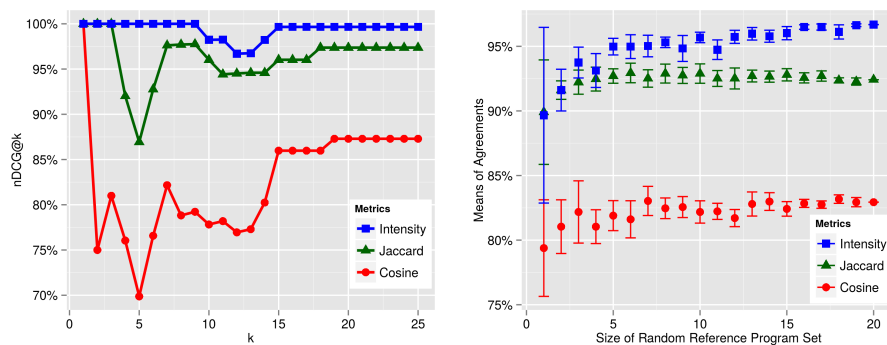 nDCG@k
100%
95%
90%
85%
80%
75%
70%
0
5
10
15
20
25
k
Metrics
Intensity
Jaccard
Cosine
Means of Agreements
95%
90%
85%
80%
75%
0
5
10
15
20
Size of Random Reference Program Set
Metrics
Intensity
Jaccard
Cosine